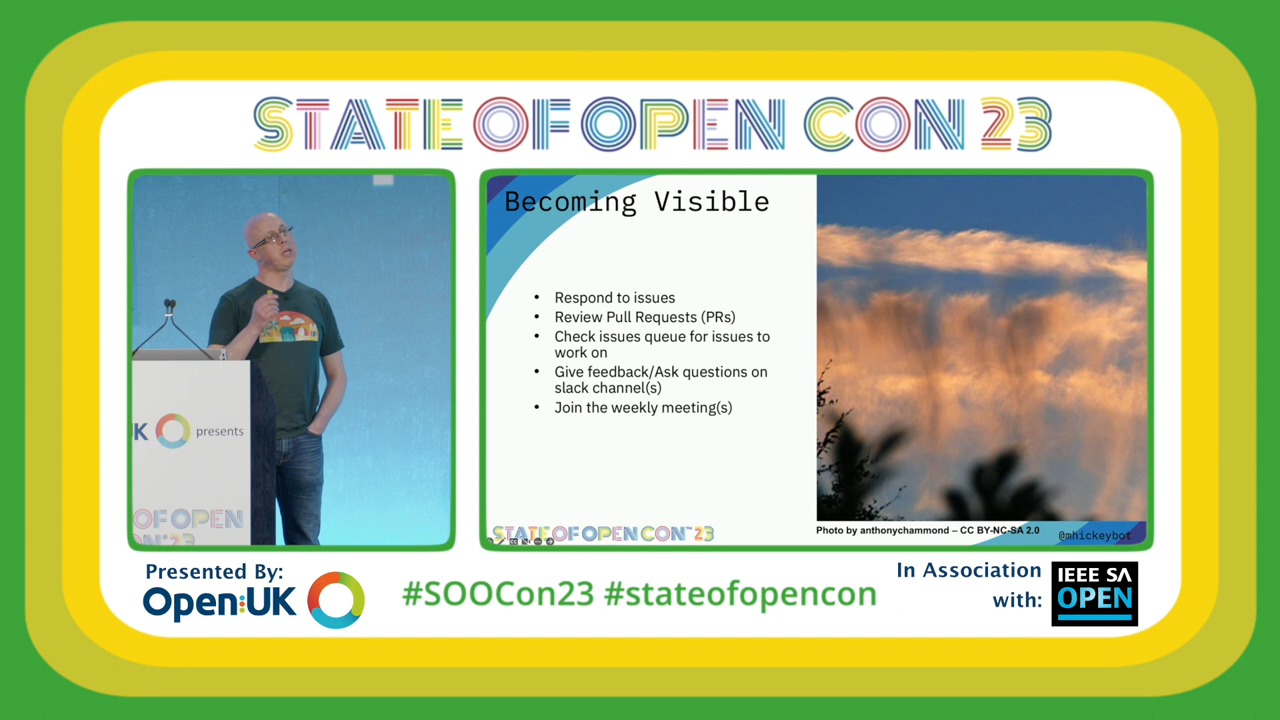 STATE OF OPEN CON 23
Becoming Visible
• Respond to issues
• Review Pull Requests (PRs)
• Check issues queue for issues to
work on
• Give feedback/Ask questions on
slack channel(s)
• Join the weekly meeting(s)
K presents
OF OPEN
CON'23
STATE OF OPEN CON™ 23
Photo by anthonychammond – CC BY-NC-SA 2.0
@mhickeybot
Presented By:
Open:UK
#SOOCon23 #stateofopencon
In Association
with:
IEEE SA
OPEN